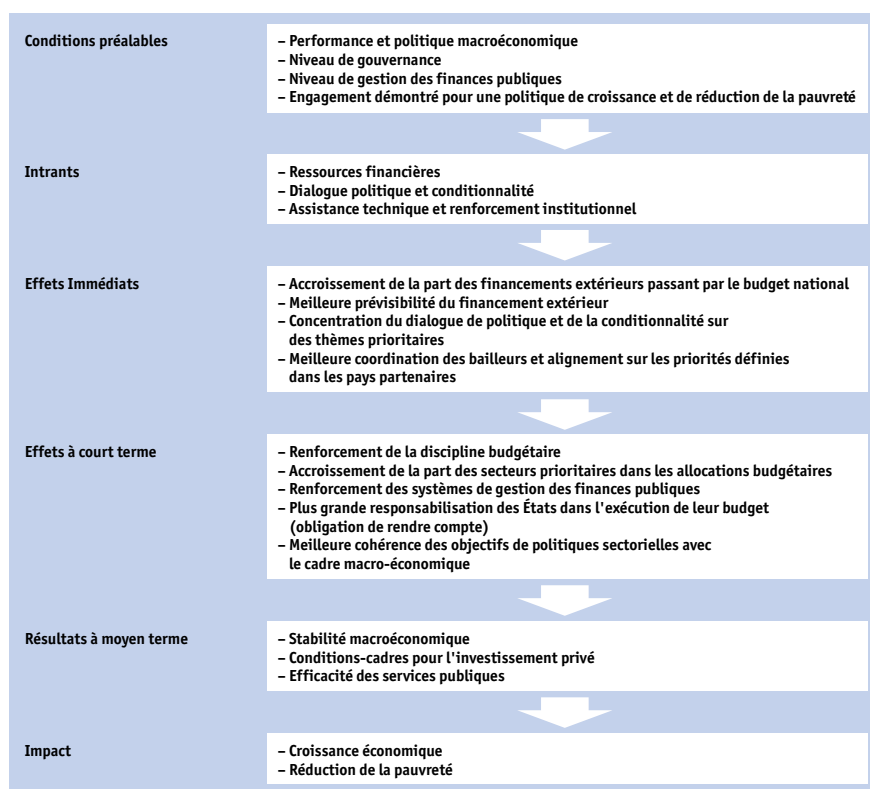 Conditions préalables
– Performance et politique macroéconomique
– Niveau de gouvernance
– Niveau de gestion des finances publiques
– Engagement démontré pour une politique de croissance et de réduction de la pauvreté
Intrants
– Ressources financières
– Dialogue politique et conditionnalité
– Assistance technique et renforcement institutionnel
Effets Immédiats
– Accroissement de la part des financements extérieurs passant par le budget national
– Meilleure prévisibilité du financement extérieur
– Concentration du dialogue de politique et de la conditionnalité sur
des thèmes prioritaires
– Meilleure coordination des bailleurs et alignement sur les priorités définies
dans les pays partenaires
Effets à court terme
– Renforcement de la discipline budgétaire
– Accroissement de la part des secteurs prioritaires dans les allocations budgétaires
– Renforcement des systèmes de gestion des finances publiques
– Plus grande responsabilisation des États dans l'exécution de leur budget
(obligation de rendre compte)
– Meilleure cohérence des objectifs de politiques sectorielles avec
le cadre macro-économique
Résultats à moyen terme
– Stabilité macroéconomique
– Conditions-cadres pour l'investissement privé
– Efficacité des services publiques
Impact
– Croissance économique
– Réduction de la pauvreté